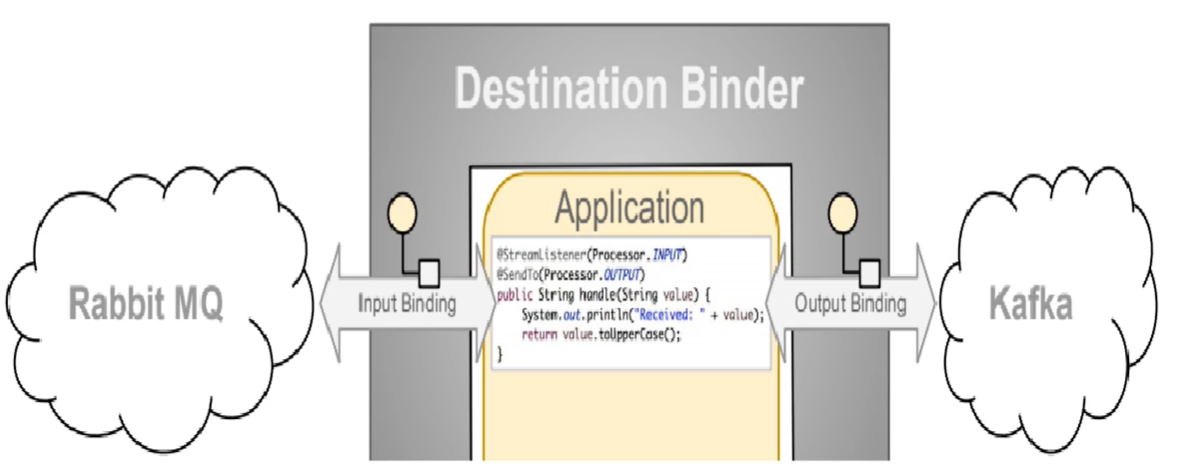 Destination Binder
Application
@StreamListener(Processor.INPUT)
@SendTo(Processor.OUTPUT)
public String handle(String value) {
System.out.println("Received: " + value);
return value.toUpperCase();
}
Rabbit MQ
Input Binding
Output Binding
Kafka